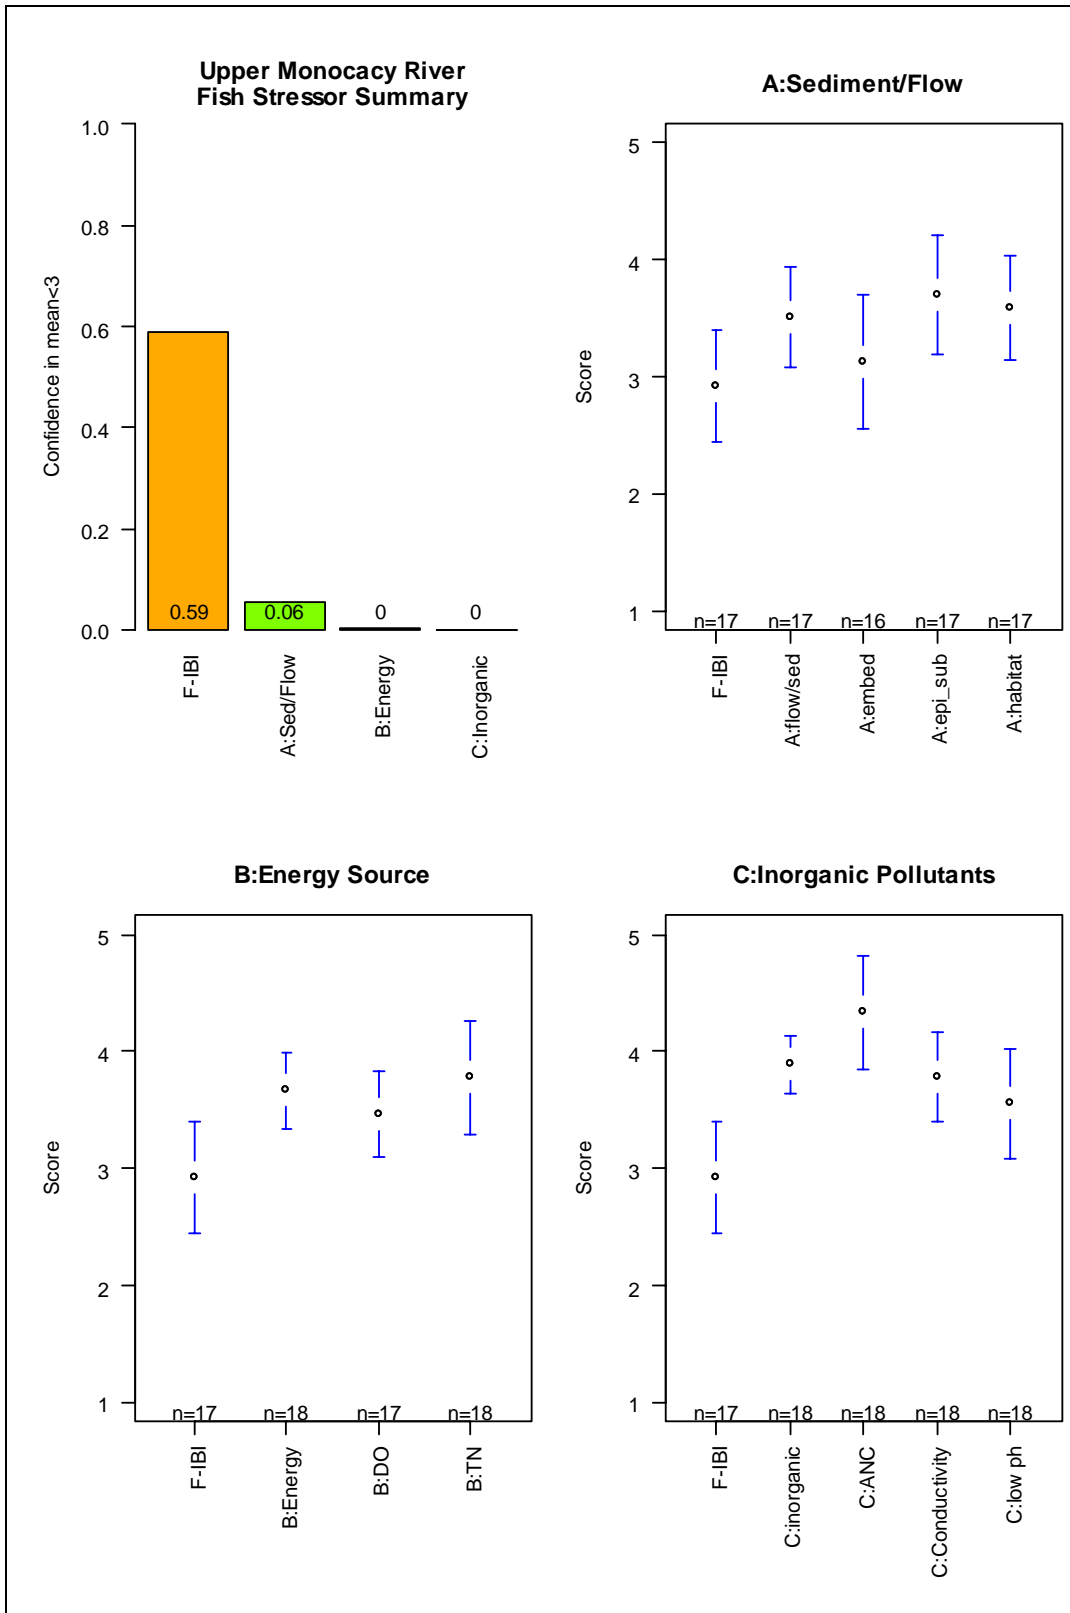 Upper Monocacy River
Fish Stressor Summary
Confidence in mean<3
1.0
0.8
0.6
0.4
0.2
0.0
0.59
0.06
0
0
F-IBI
A:Sed/Flow
B:Energy
C:Inorganic
A:Sediment/Flow
Score
5
4
3
2
1
n=17
n=17
n=16
n=17
n=17
F-IBI
A:flow/sed
A:embed
A:epi_sub
A:habitat
B:Energy Source
Score
5
4
3
2
1
n=17
n=18
n=17
n=18
F-IBI
B:Energy
B:DO
B:TN
C:Inorganic Pollutants
Score
5
4
3
2
1
n=17
n=18
n=18
n=18
n=18
F-IBI
C:inorganic
C:ANC
C:Conductivity
C:low ph